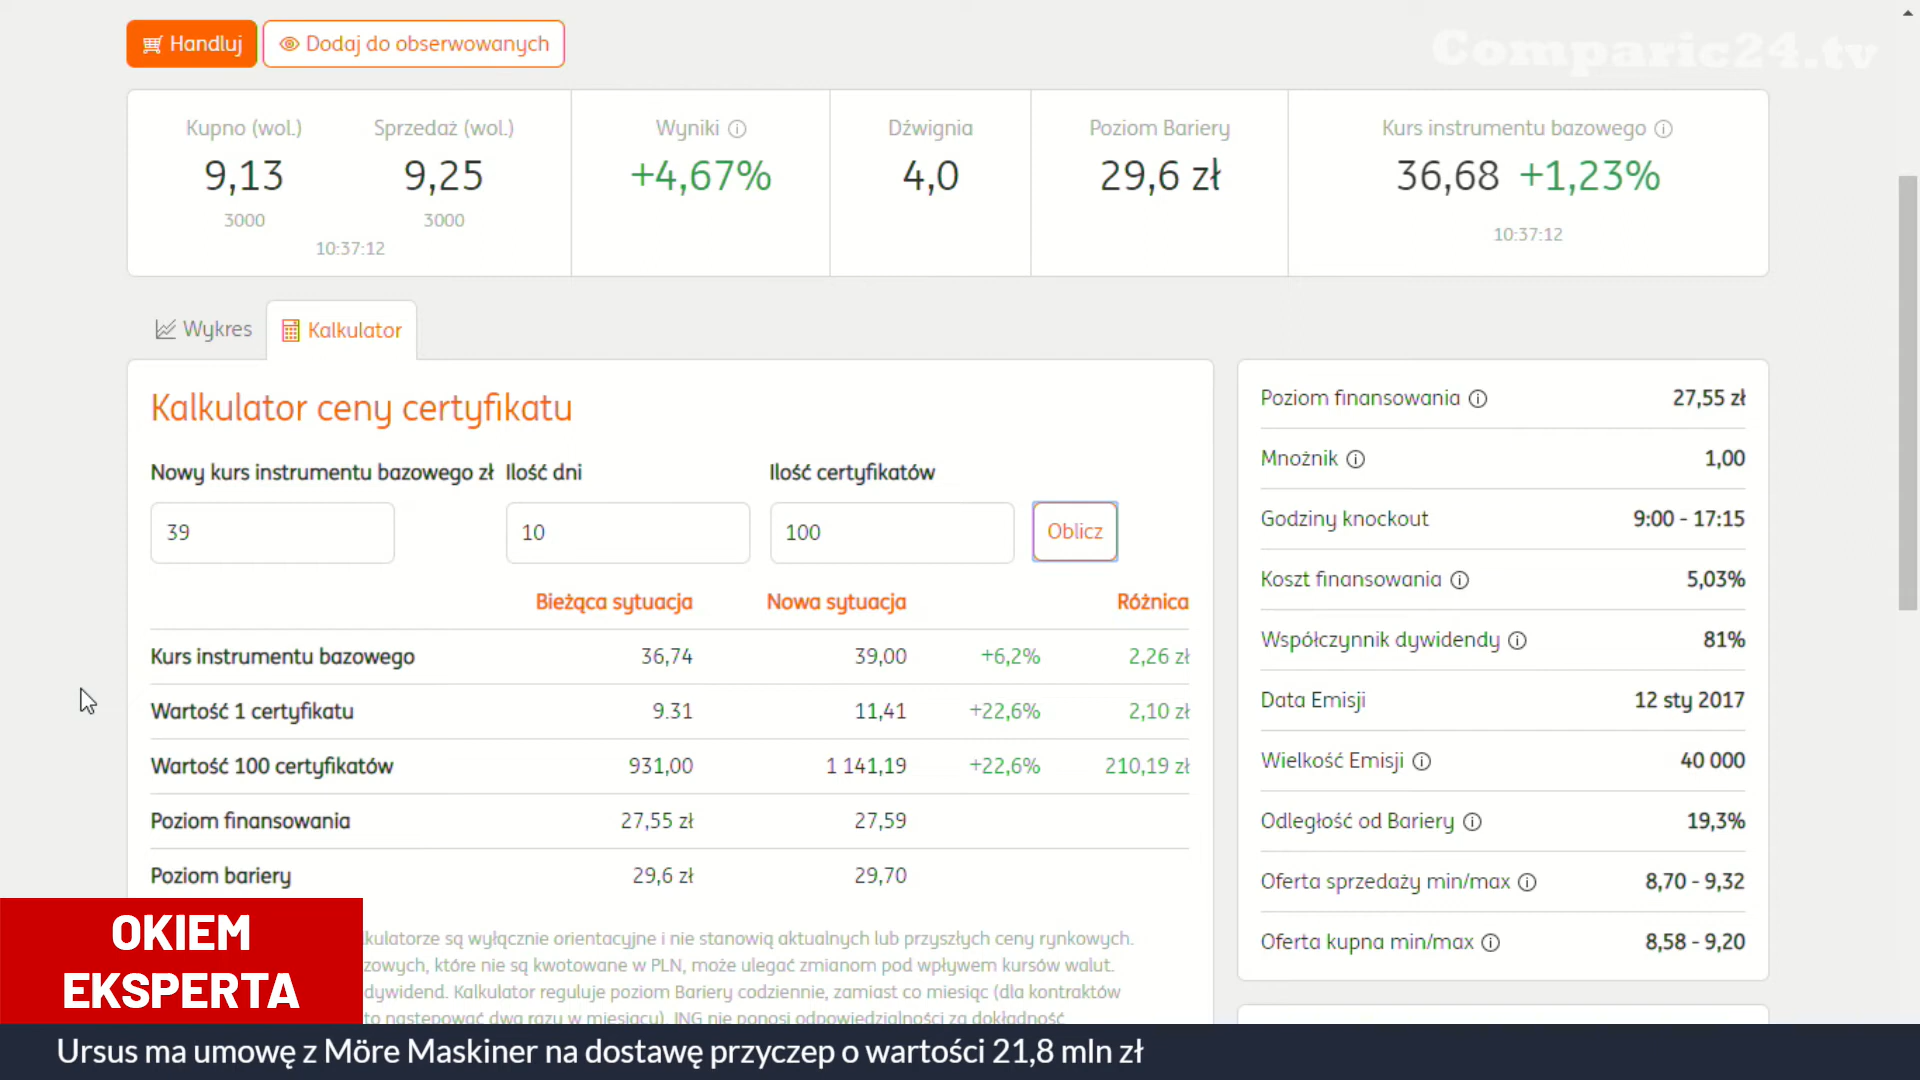 Handluj
Dodaj do obserwowanych
Comparic24.tv
Kupno (wol.) Sprzedaż (wol.) Wyniki Dźwignia Poziom Bariery Kurs instrumentu bazowego
9,13 9,25 +4,67% 4,0 29,6 zł 36,68 +1,23%
3000 3000
10:37:12 10:37:12
Wykres Kalkulator
Kalkulator ceny certyfikatu
Nowy kurs instrumentu bazowego zł Ilość dni Ilość certyfikatów
39 10 100 Oblicz
Bieżąca sytuacja Nowa sytuacja Różnica
Kurs instrumentu bazowego 36,74 39,00 +6,2% 2,26 zł
Wartość 1 certyfikatu 9.31 11,41 +22,6% 2,10 zł
Wartość 100 certyfikatów 931,00 1 141,19 +22,6% 210,19 zł
Poziom finansowania 27,55 zł 27,59
Poziom bariery 29,6 zł 29,70
kulatorze są wyłącznie orientacyjne i nie stanowią aktualnych lub przyszłych ceny rynkowych.
zowych, które nie są kwotowane w PLN, może ulegać zmianom pod wpływem kursów walut.
dywidend. Kalkulator reguluje poziom Bariery codziennie, zamiast co miesiąc (dla kontraktów
to następować dwa razy w miesiącu). ING nie ponosi odpowiedzialności za dokładność
Poziom finansowania 27,55 zł
Mnożnik 1,00
Godziny knockout 9:00 - 17:15
Koszt finansowania 5,03%
Współczynnik dywidendy 81%
Data Emisji 12 sty 2017
Wielkość Emisji 40 000
Odległość od Bariery 19,3%
Oferta sprzedaży min/max 8,70 - 9,32
Oferta kupna min/max 8,58 - 9,20
OKIEM
EKSPERTA
Ursus ma umowę z Möre Maskiner na dostawę przyczep o wartości 21,8 mln zł